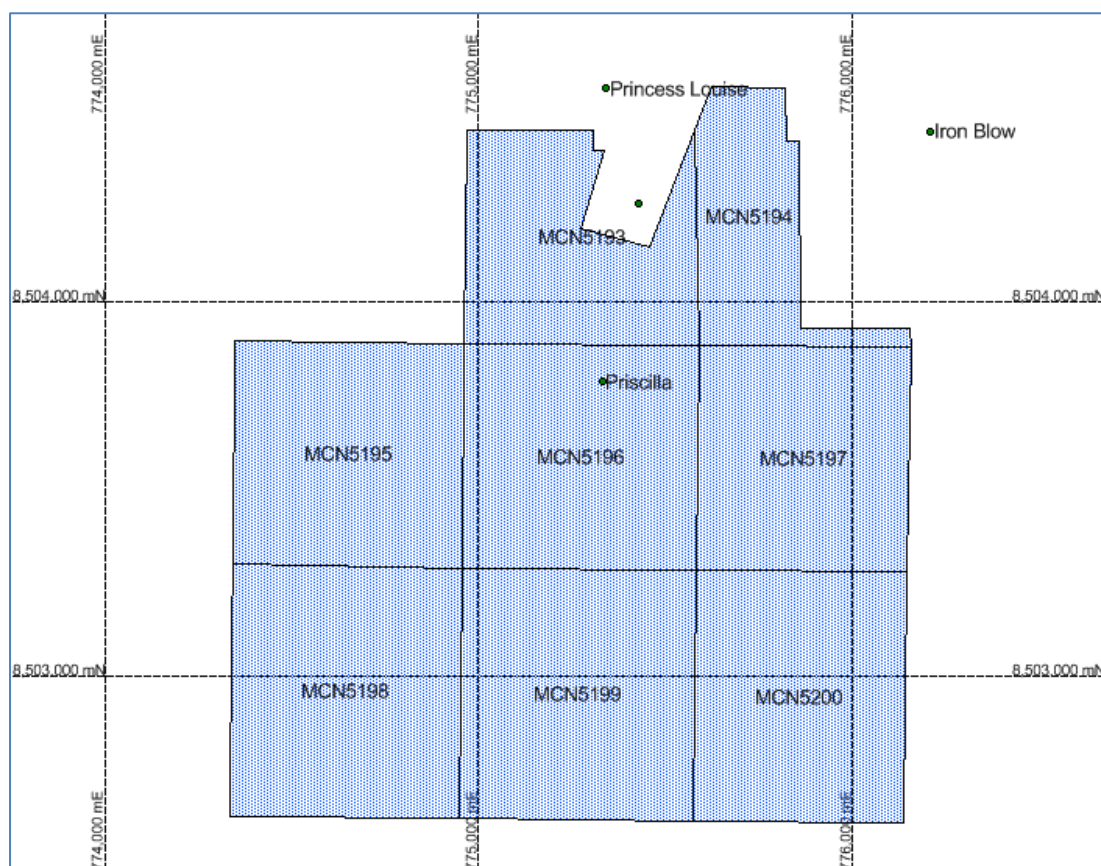 774.000 mE
775.000 mE
776.000 mE
Princess Louise
Iron Blow
MCN5194
MCN5193
8.504.000 mN
8.504.000 mN
Priscilla
MCN5195
MCN5196
MCN5197
8.503.000 mN
8.503.000 mN
MCN5198
MCN5199
MCN5200
774.000 mE
775.000 mE
776.000 mE